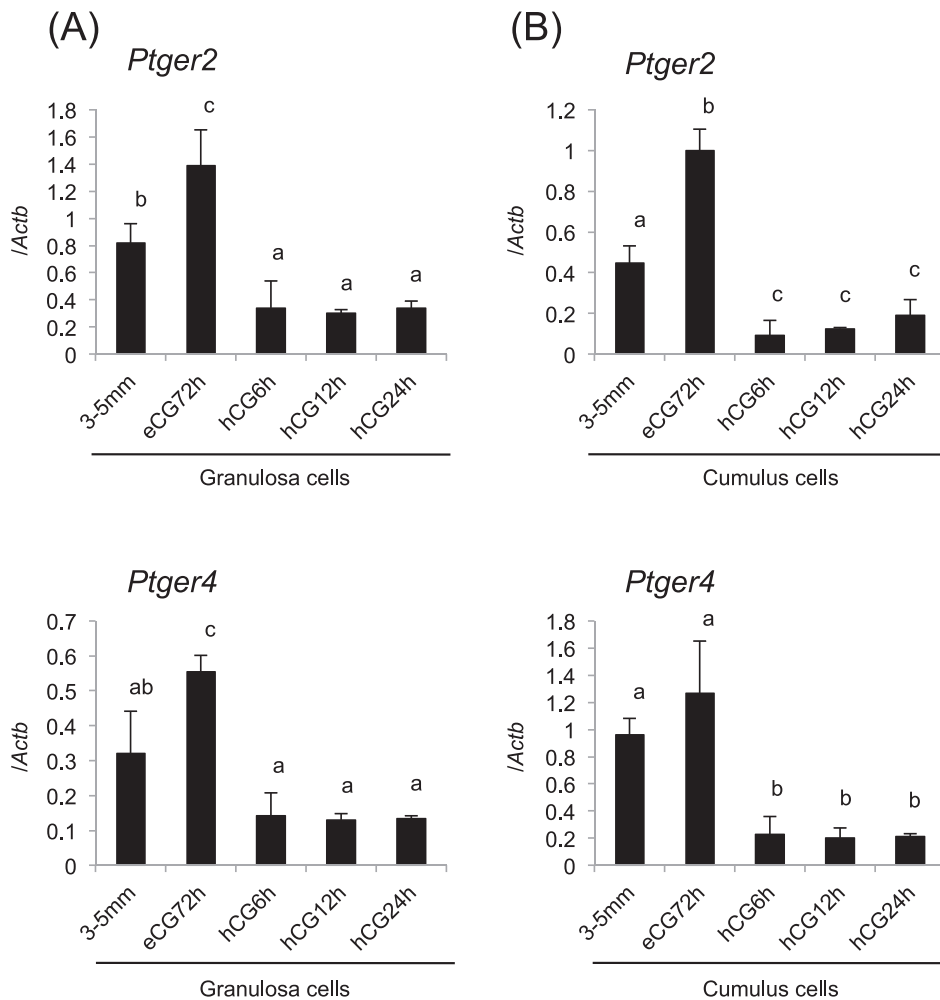 (A)
Ptger2
/Actb
1.8
1.6
1.4
1.2
1
0.8
0.6
0.4
0.2
0
b
c
a
a
a
3-5mm
eCG72h
hCG6h
hCG12h
hCG24h
Granulosa cells
(B)
Ptger2
/Actb
1.2
1
0.8
0.6
0.4
0.2
0
a
b
c
c
c
3-5mm
eCG72h
hCG6h
hCG12h
hCG24h
Cumulus cells
Ptger4
/Actb
0.7
0.6
0.5
0.4
0.3
0.2
0.1
0
ab
c
a
a
a
3-5mm
eCG72h
hCG6h
hCG12h
hCG24h
Granulosa cells
Ptger4
/Actb
1.8
1.6
1.4
1.2
1
0.8
0.6
0.4
0.2
0
a
a
b
b
b
3-5mm
eCG72h
hCG6h
hCG12h
hCG24h
Cumulus cells